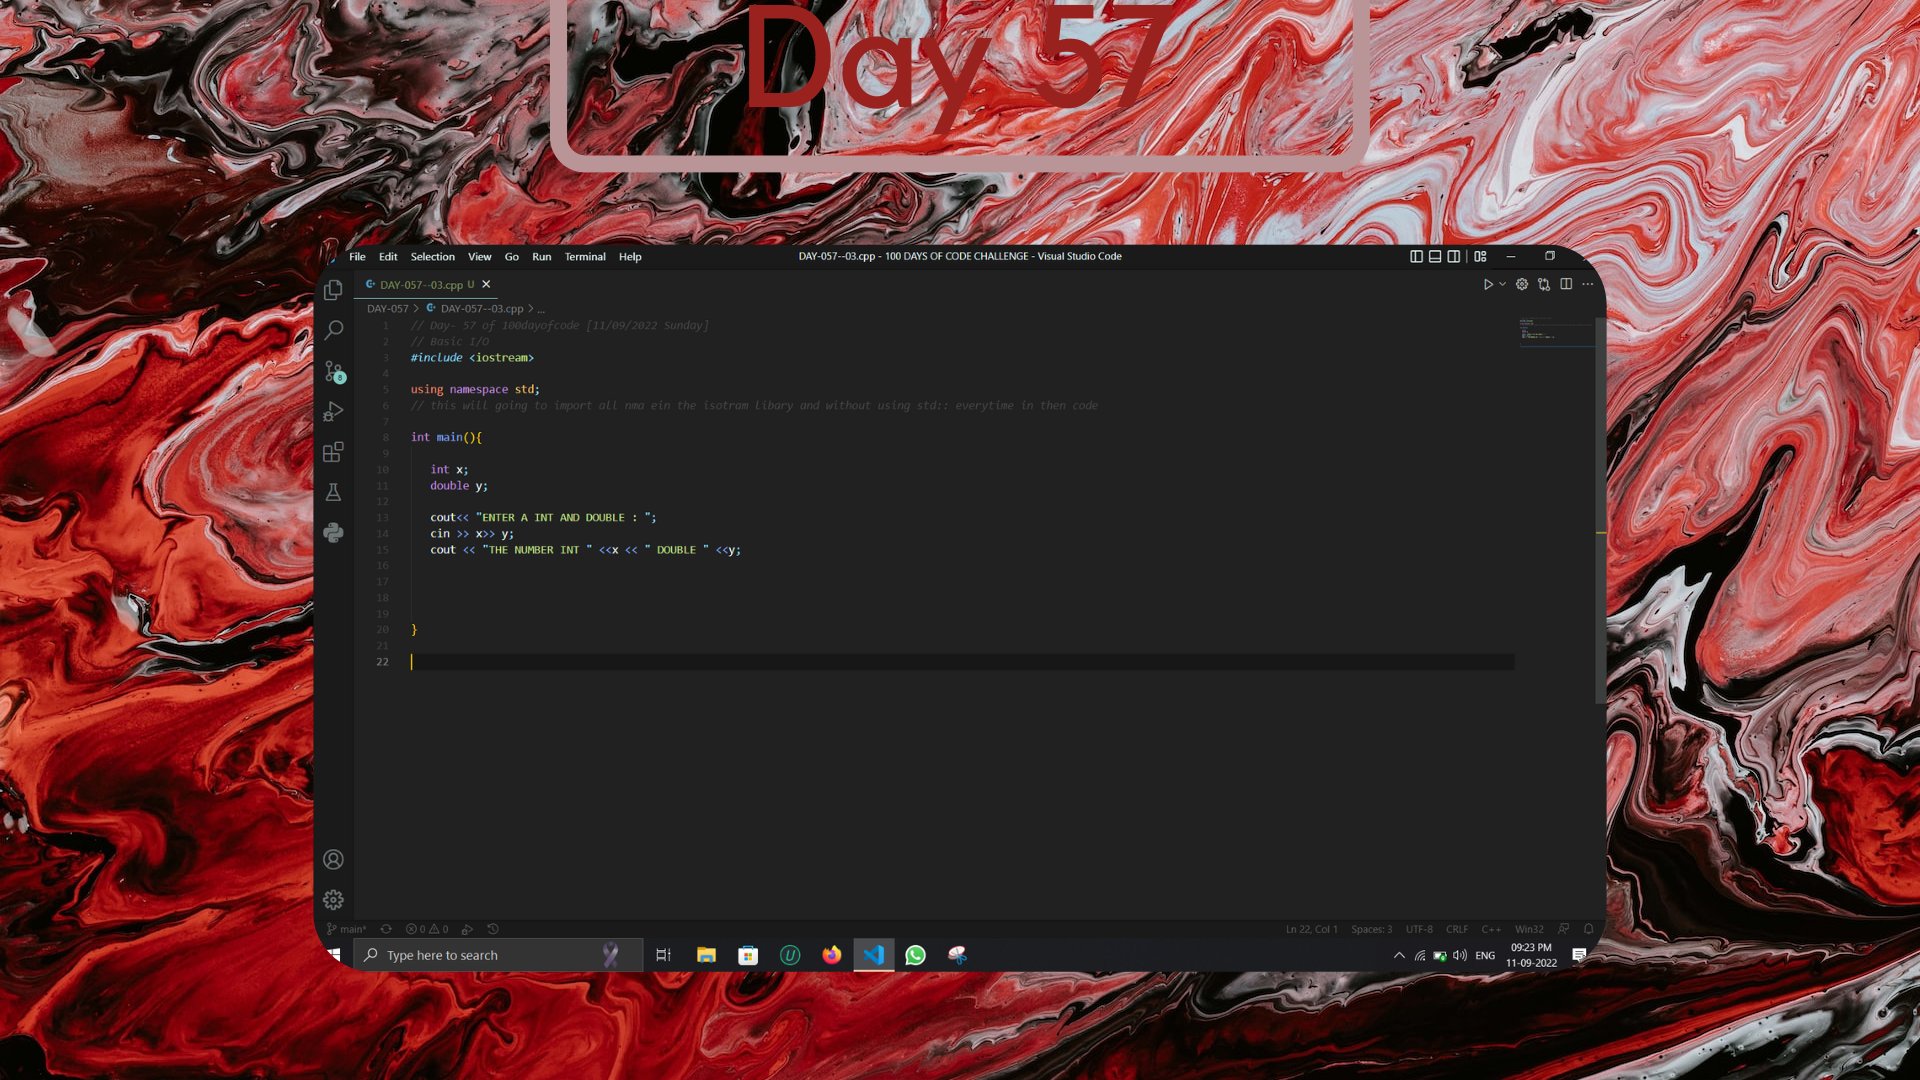 Day 57
File Edit Selection View Go Run Terminal Help DAY-057--03.cpp - 100 DAYS OF CODE CHALLENGE - Visual Studio Code
DAY-057--03.cpp U
DAY-057 > DAY-057--03.cpp > ...
1 // Day- 57 of 100dayofcode [11/09/2022 Sunday]
2 // Basic I/O
3 #include <iostream>
4
5 using namespace std;
6 // this will going to import all nma ein the isotram libary and without using std:: everytime in then code
7
8 int main(){
9
10 int x;
11 double y;
12
13 cout<< "ENTER A INT AND DOUBLE : ";
14 cin >> x>> y;
15 cout << "THE NUMBER INT " <<x << " DOUBLE " <<y;
16
17
18
19
20 }
21
22
8
main* 0 0 Ln 22, Col 1 Spaces: 3 UTF-8 CRLF C++ Win32
Type here to search ENG 09:23 PM
11-09-2022